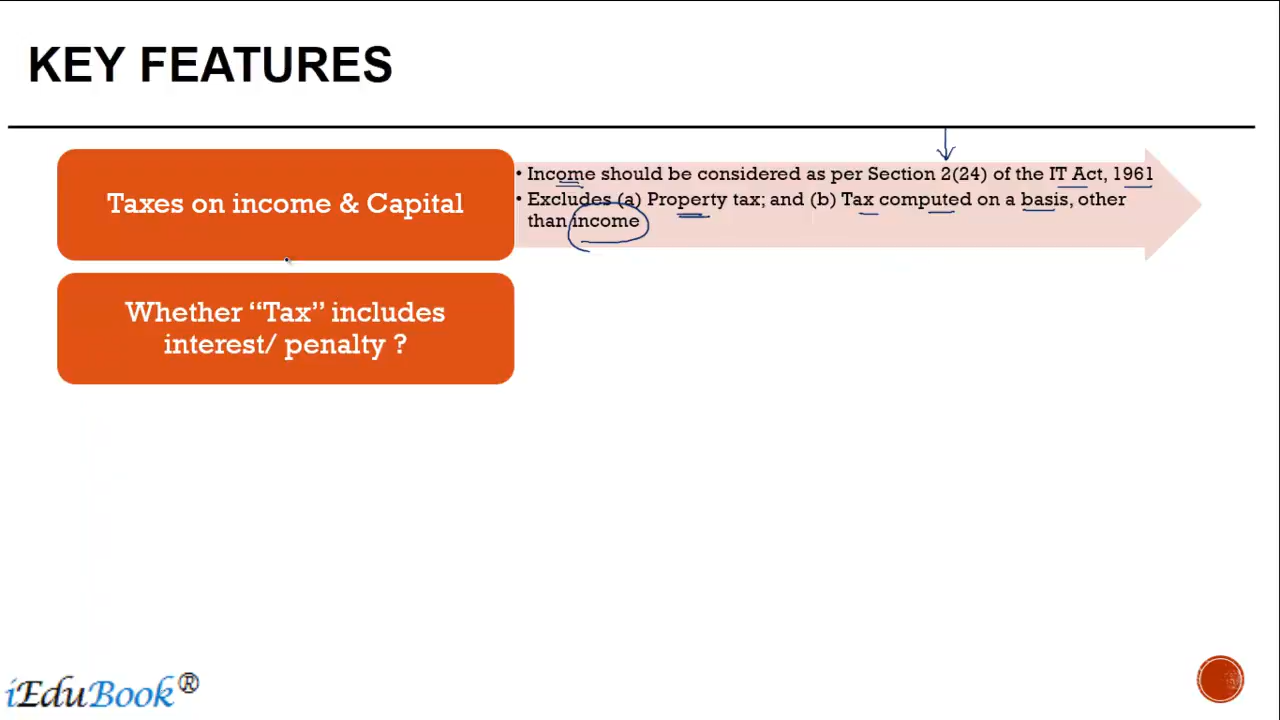 KEY FEATURES
Taxes on income & Capital
• Income should be considered as per Section 2(24) of the IT Act, 1961
• Excludes (a) Property tax; and (b) Tax computed on a basis, other
than income
Whether “Tax” includes
interest/ penalty ?
iEduBook®